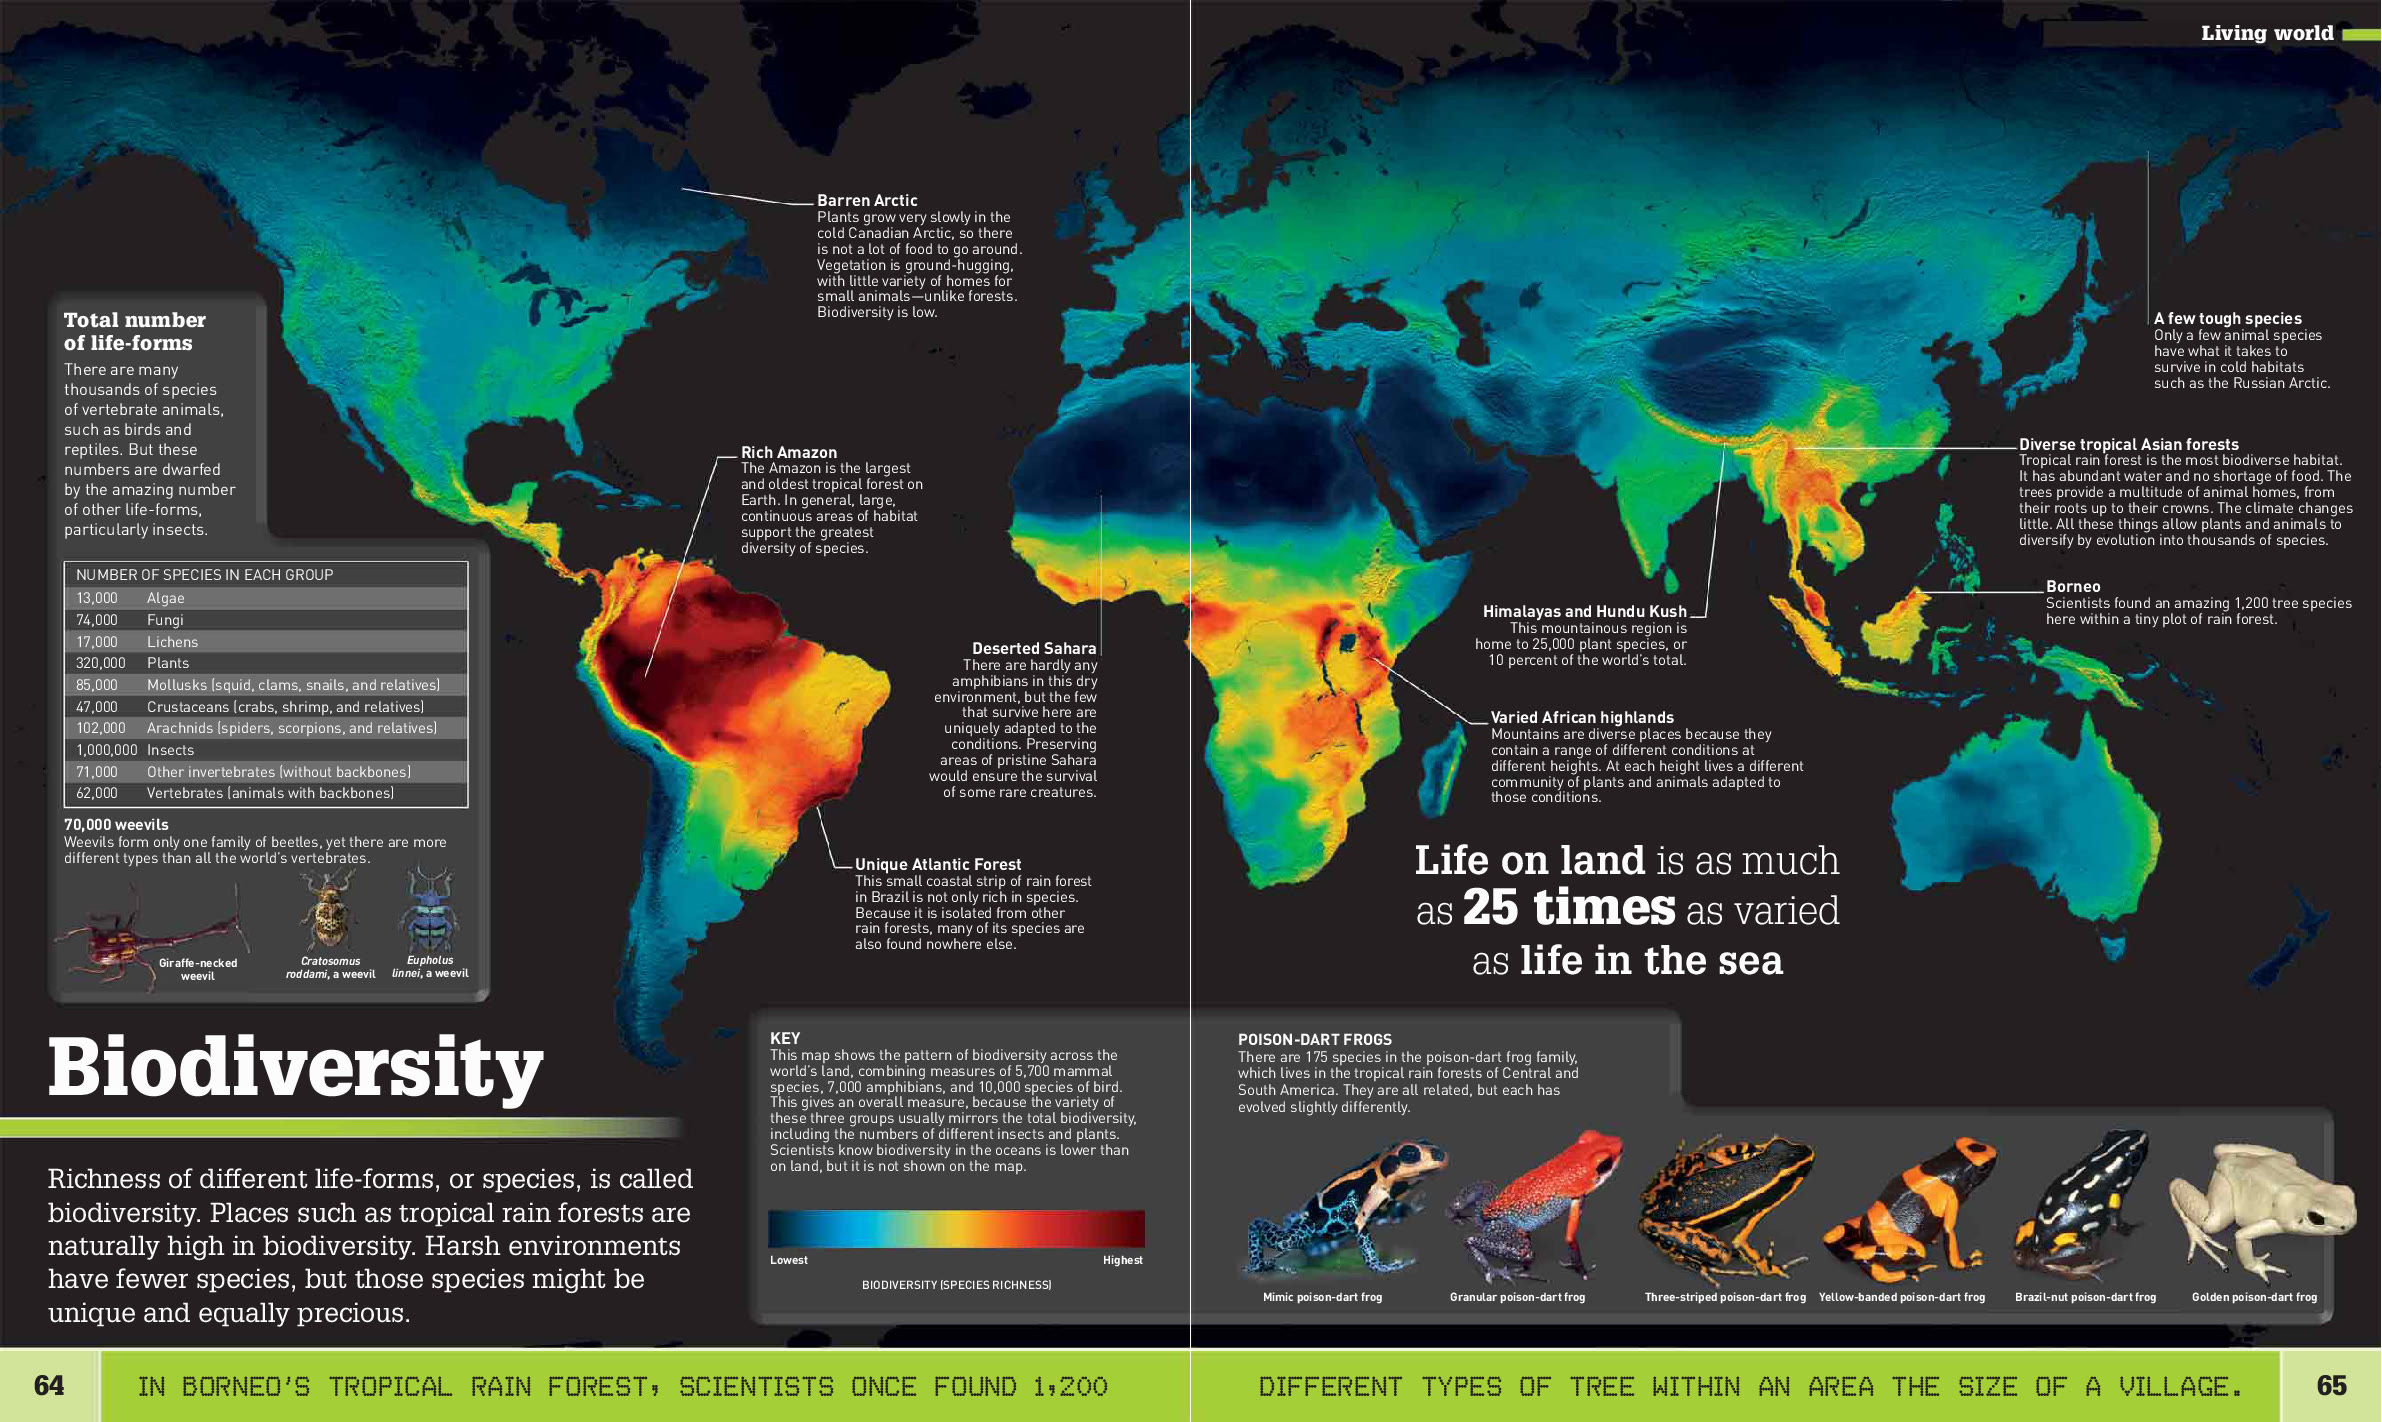 Living world
Barren Arctic
Plants grow very slowly in the
cold Canadian Arctic, so there
is not a lot of food to go around.
Vegetation is ground-hugging,
with little variety of homes for
small animals—unlike forests.
Biodiversity is low.
Total number
of life-forms
There are many
thousands of species
of vertebrate animals,
such as birds and
reptiles. But these
numbers are dwarfed
by the amazing number
of other life-forms,
particularly insects.
NUMBER OF SPECIES IN EACH GROUP
13,000 Algae
74,000 Fungi
17,000 Lichens
320,000 Plants
85,000 Mollusks (squid, clams, snails, and relatives)
47,000 Crustaceans (crabs, shrimp, and relatives)
102,000 Arachnids (spiders, scorpions, and relatives)
1,000,000 Insects
71,000 Other invertebrates (without backbones)
62,000 Vertebrates (animals with backbones)
70,000 weevils
Weevils form only one family of beetles, yet there are more
different types than all the world's vertebrates.
Giraffe-necked
weevil
Cratosomus
roddami, a weevil
Eupholus
linnei, a weevil
Rich Amazon
The Amazon is the largest
and oldest tropical forest on
Earth. In general, large,
continuous areas of habitat
support the greatest
diversity of species.
Deserted Sahara
There are hardly any
amphibians in this dry
environment, but the few
that survive here are
uniquely adapted to the
conditions. Preserving
areas of pristine Sahara
would ensure the survival
of some rare creatures.
Unique Atlantic Forest
This small coastal strip of rain forest
in Brazil is not only rich in species.
Because it is isolated from other
rain forests, many of its species are
also found nowhere else.
A few tough species
Only a few animal species
have what it takes to
survive in cold habitats
such as the Russian Arctic.
Diverse tropical Asian forests
Tropical rain forest is the most biodiverse habitat.
It has abundant water and no shortage of food. The
trees provide a multitude of animal homes, from
their roots up to their crowns. The climate changes
little. All these things allow plants and animals to
diversify by evolution into thousands of species.
Borneo
Scientists found an amazing 1,200 tree species
here within a tiny plot of rain forest.
Himalayas and Hundu Kush
This mountainous region is
home to 25,000 plant species, or
10 percent of the world's total.
Varied African highlands
Mountains are diverse places because they
contain a range of different conditions at
different heights. At each height lives a different
community of plants and animals adapted to
those conditions.
Life on land is as much
as 25 times as varied
as life in the sea
Biodiversity
Richness of different life-forms, or species, is called
biodiversity. Places such as tropical rain forests are
naturally high in biodiversity. Harsh environments
have fewer species, but those species might be
unique and equally precious.
KEY
This map shows the pattern of biodiversity across the
world's land, combining measures of 5,700 mammal
species, 7,000 amphibians, and 10,000 species of bird.
This gives an overall measure, because the variety of
these three groups usually mirrors the total biodiversity,
including the numbers of different insects and plants.
Scientists know biodiversity in the oceans is lower than
on land, but it is not shown on the map.
Lowest Highest
BIODIVERSITY (SPECIES RICHNESS)
POISON-DART FROGS
There are 175 species in the poison-dart frog family,
which lives in the tropical rain forests of Central and
South America. They are all related, but each has
evolved slightly differently.
Mimic poison-dart frog
Granular poison-dart frog
Three-striped poison-dart frog
Yellow-banded poison-dart frog
Brazil-nut poison-dart frog
Golden poison-dart frog
64 IN BORNEO'S TROPICAL RAIN FOREST, SCIENTISTS ONCE FOUND 1,200
DIFFERENT TYPES OF TREE WITHIN AN AREA THE SIZE OF A VILLAGE. 65